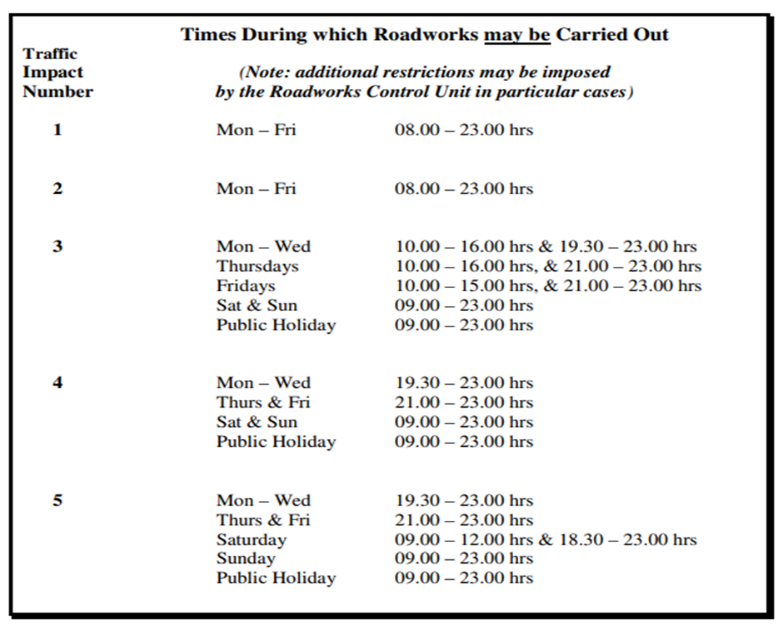 Times During which Roadworks may be Carried Out
Traffic
Impact (Note: additional restrictions may be imposed
Number by the Roadworks Control Unit in particular cases)
1 Mon – Fri 08.00 – 23.00 hrs
2 Mon – Fri 08.00 – 23.00 hrs
3 Mon – Wed 10.00 – 16.00 hrs & 19.30 – 23.00 hrs
Thursdays 10.00 – 16.00 hrs, & 21.00 – 23.00 hrs
Fridays 10.00 – 15.00 hrs, & 21.00 – 23.00 hrs
Sat & Sun 09.00 – 23.00 hrs
Public Holiday 09.00 – 23.00 hrs
4 Mon – Wed 19.30 – 23.00 hrs
Thurs & Fri 21.00 – 23.00 hrs
Sat & Sun 09.00 – 23.00 hrs
Public Holiday 09.00 – 23.00 hrs
5 Mon – Wed 19.30 – 23.00 hrs
Thurs & Fri 21.00 – 23.00 hrs
Saturday 09.00 – 12.00 hrs & 18.30 – 23.00 hrs
Sunday 09.00 – 23.00 hrs
Public Holiday 09.00 – 23.00 hrs